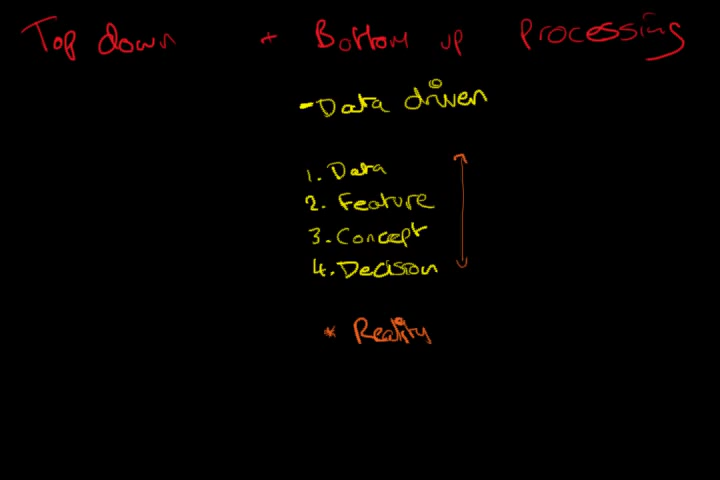 Top down + Bottom up Processing
- Data driven
1. Data
2. Feature
3. Concept
4. Decision
* Reality